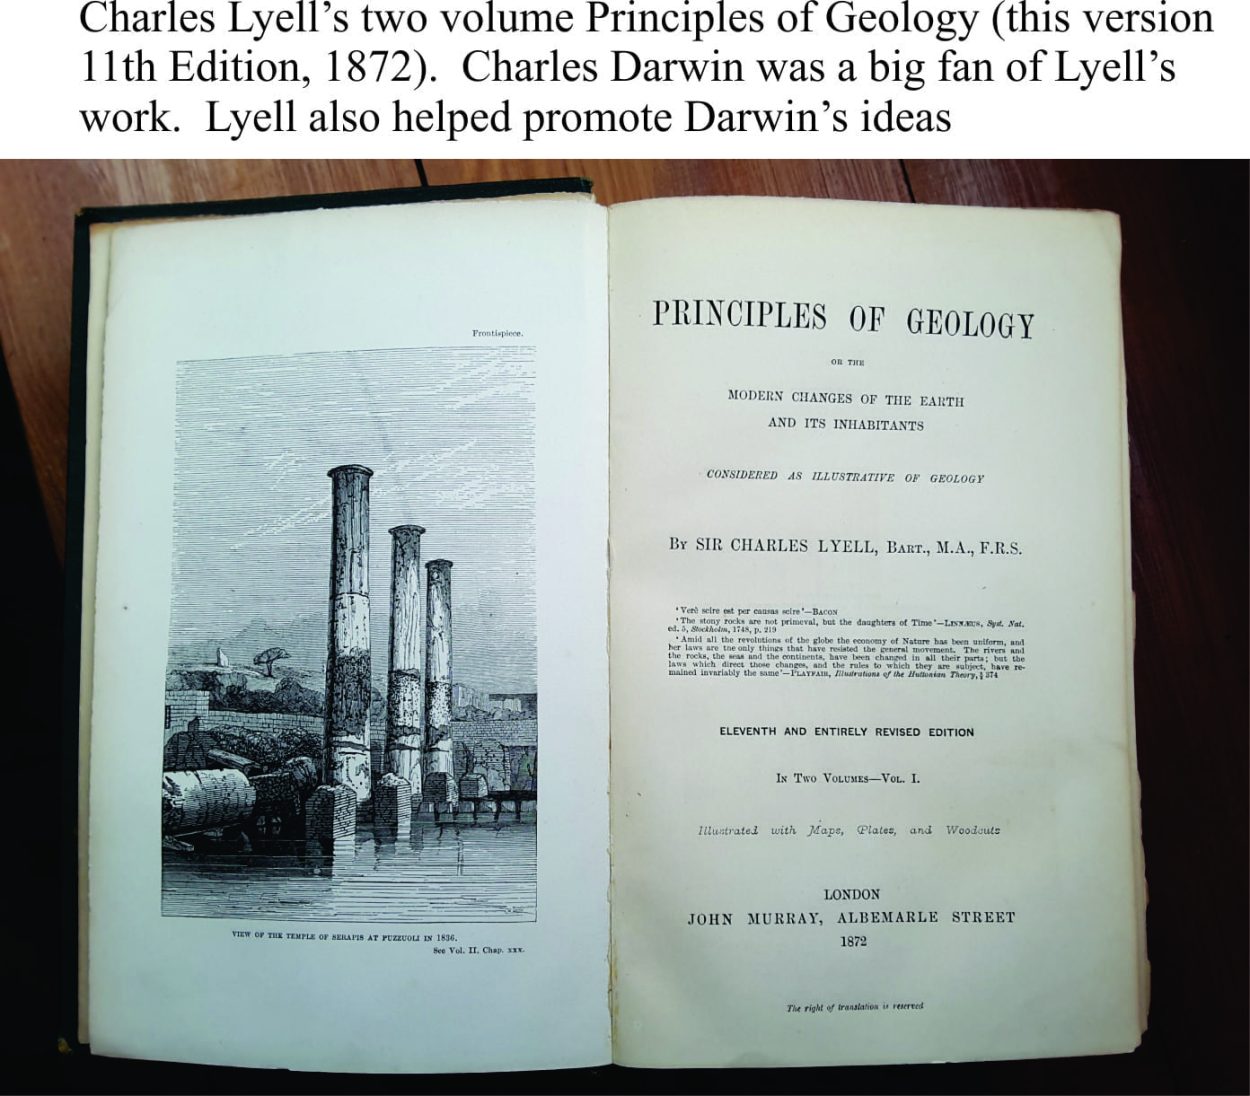 Charles Lyell’s two volume Principles of Geology (this version
11th Edition, 1872).  Charles Darwin was a big fan of Lyell’s
work.  Lyell also helped promote Darwin’s ideas
Frontispiece.
VIEW OF THE TEMPLE OF SERAPIS AT PUZZUOLI IN 1836.
See Vol. II. Chap. xxx.
PRINCIPLES OF GEOLOGY
OR THE
MODERN CHANGES OF THE EARTH
AND ITS INHABITANTS
CONSIDERED AS ILLUSTRATIVE OF GEOLOGY
By SIR CHARLES LYELL, Bart., M.A., F.R.S.
‘Verè scire est per causas scire’—Bacon
‘The stony rocks are not primeval, but the daughters of Time’—Linnæus, Syst. Nat.
ed. 5, Stockholm, 1748, p. 219
‘Amid all the revolutions of the globe the economy of Nature has been uniform, and
her laws are the only things that have resisted the general movement. The rivers and
the rocks, the seas and the continents, have been changed in all their parts; but the
laws which direct those changes, and the rules to which they are subject, have re-
mained invariably the same’—Playfair, Illustrations of the Huttonian Theory, § 374
ELEVENTH AND ENTIRELY REVISED EDITION
In Two Volumes—Vol. I.
Illustrated with Maps, Plates, and Woodcuts
LONDON
JOHN MURRAY, ALBEMARLE STREET
1872
The right of translation is reserved